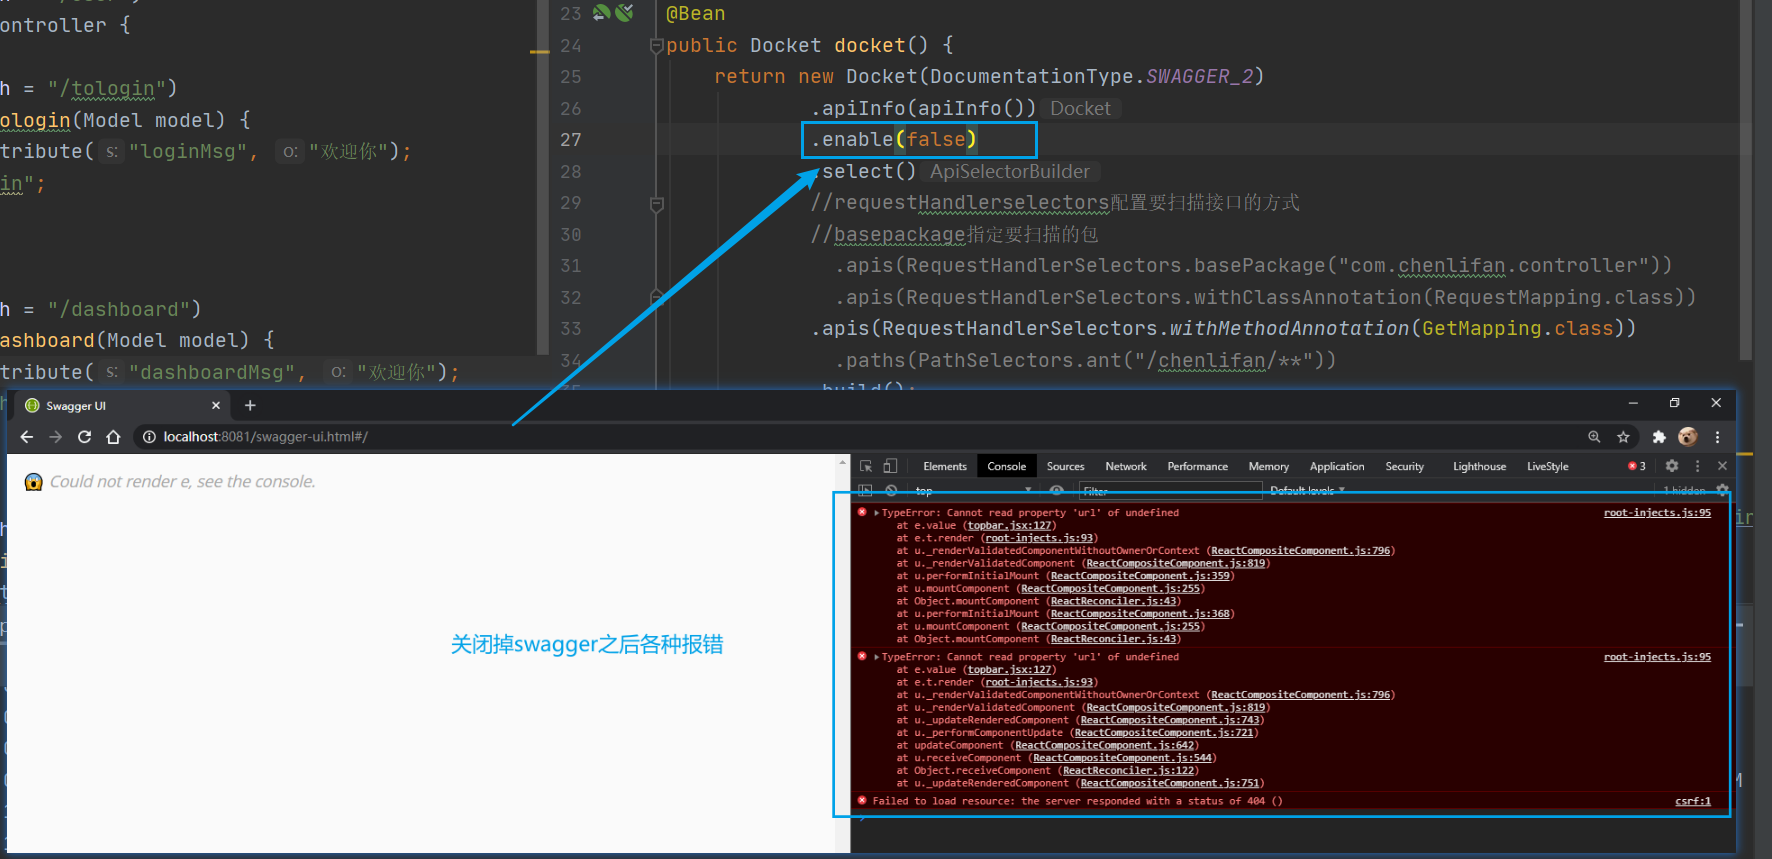 ontroller {
h = "/tologin")
ologin(Model model) {
tribute( s: "loginMsg", o: "欢迎你");
in";
h = "/dashboard")
ashboard(Model model) {
tribute( s: "dashboardMsg", o: "欢迎你");
23 @Bean
24 public Docket docket() {
25 return new Docket(DocumentationType.SWAGGER_2)
26 .apiInfo(apiInfo()) Docket
27 .enable(false)
28 .select() ApiSelectorBuilder
29 //requestHandlerselectors配置要扫描接口的方式
30 //basepackage指定要扫描的包
31 .apis(RequestHandlerSelectors.basePackage("com.chenlifan.controller"))
32 .apis(RequestHandlerSelectors.withClassAnnotation(RequestMapping.class))
33 .apis(RequestHandlerSelectors.withMethodAnnotation(GetMapping.class))
34 .paths(PathSelectors.ant("/chenlifan/**"))
.build();
Swagger UI
localhost:8081/swagger-ui.html#/
😱 Could not render e, see the console.
关闭掉swagger之后各种报错
Elements Console Sources Network Performance Memory Application Security Lighthouse LiveStyle 3
top Filter Default levels 1 hidden
TypeError: Cannot read property 'url' of undefined root-injects.js:95
at e.value (topbar.jsx:127)
at e.t.render (root-injects.js:93)
at u._renderValidatedComponentWithoutOwnerOrContext (ReactCompositeComponent.js:796)
at u._renderValidatedComponent (ReactCompositeComponent.js:819)
at u.performInitialMount (ReactCompositeComponent.js:359)
at u.mountComponent (ReactCompositeComponent.js:255)
at Object.mountComponent (ReactReconciler.js:43)
at u.performInitialMount (ReactCompositeComponent.js:368)
at u.mountComponent (ReactCompositeComponent.js:255)
at Object.mountComponent (ReactReconciler.js:43)
TypeError: Cannot read property 'url' of undefined root-injects.js:95
at e.value (topbar.jsx:127)
at e.t.render (root-injects.js:93)
at u._renderValidatedComponentWithoutOwnerOrContext (ReactCompositeComponent.js:796)
at u._renderValidatedComponent (ReactCompositeComponent.js:819)
at u._updateRenderedComponent (ReactCompositeComponent.js:743)
at u._performComponentUpdate (ReactCompositeComponent.js:721)
at updateComponent (ReactCompositeComponent.js:642)
at u.receiveComponent (ReactCompositeComponent.js:544)
at Object.receiveComponent (ReactReconciler.js:122)
at u._updateRenderedComponent (ReactCompositeComponent.js:751)
Failed to load resource: the server responded with a status of 404 () csrf:1